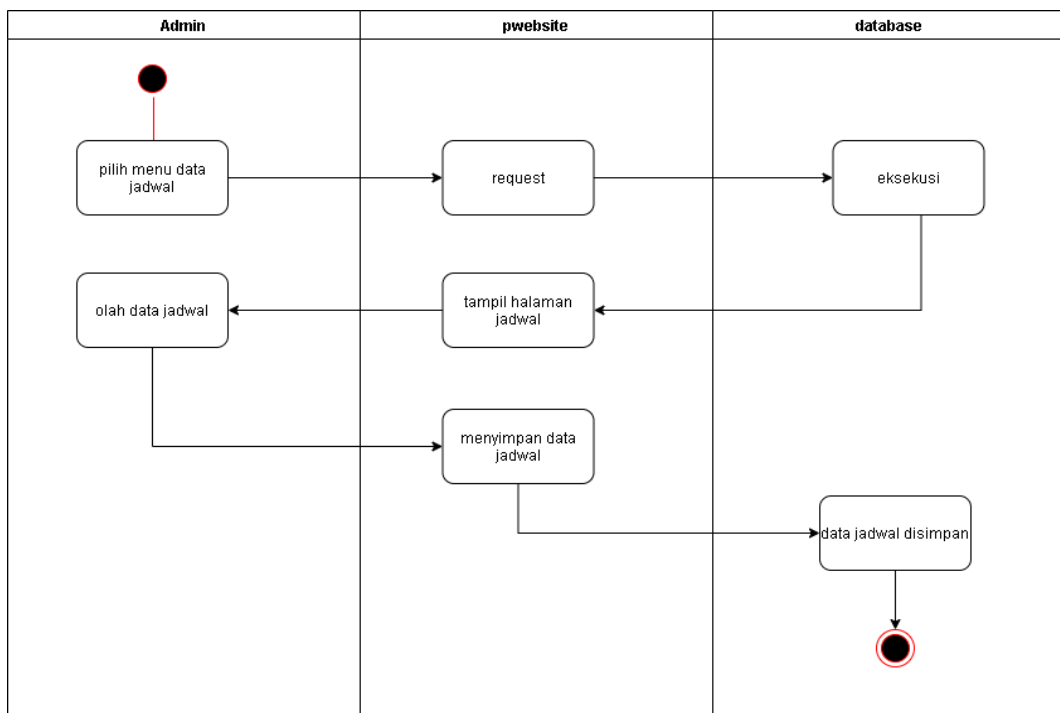 Admin
pwebsite
database
pilih menu data
jadwal
request
eksekusi
olah data jadwal
tampil halaman
jadwal
menyimpan data
jadwal
data jadwal disimpan